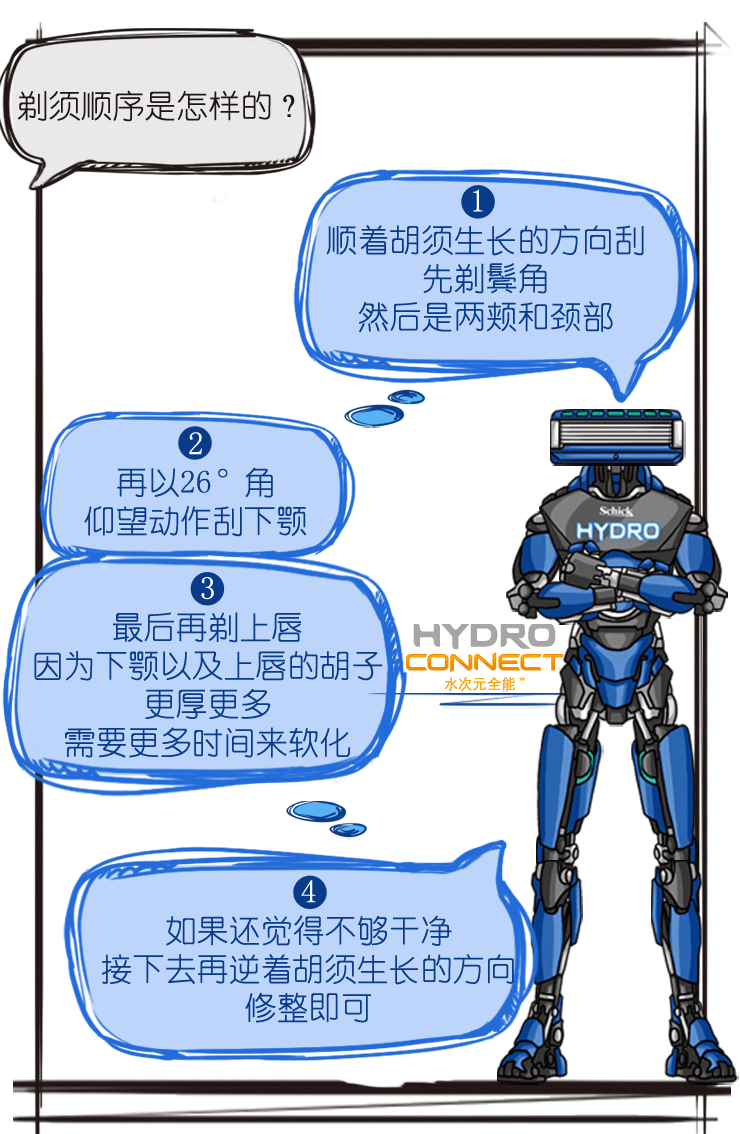 剃须顺序是怎样的？
1
顺着胡须生长的方向刮
先剃鬓角
然后是两颊和颈部
2
再以26°角
仰望动作刮下颚
3
最后再剃上唇
因为下颚以及上唇的胡子
更厚更多
需要更多时间来软化
Schick
HYDRO
HYDRO
CONNECT
水次元全能™
4
如果还觉得不够干净
接下去再逆着胡须生长的方向
修整即可